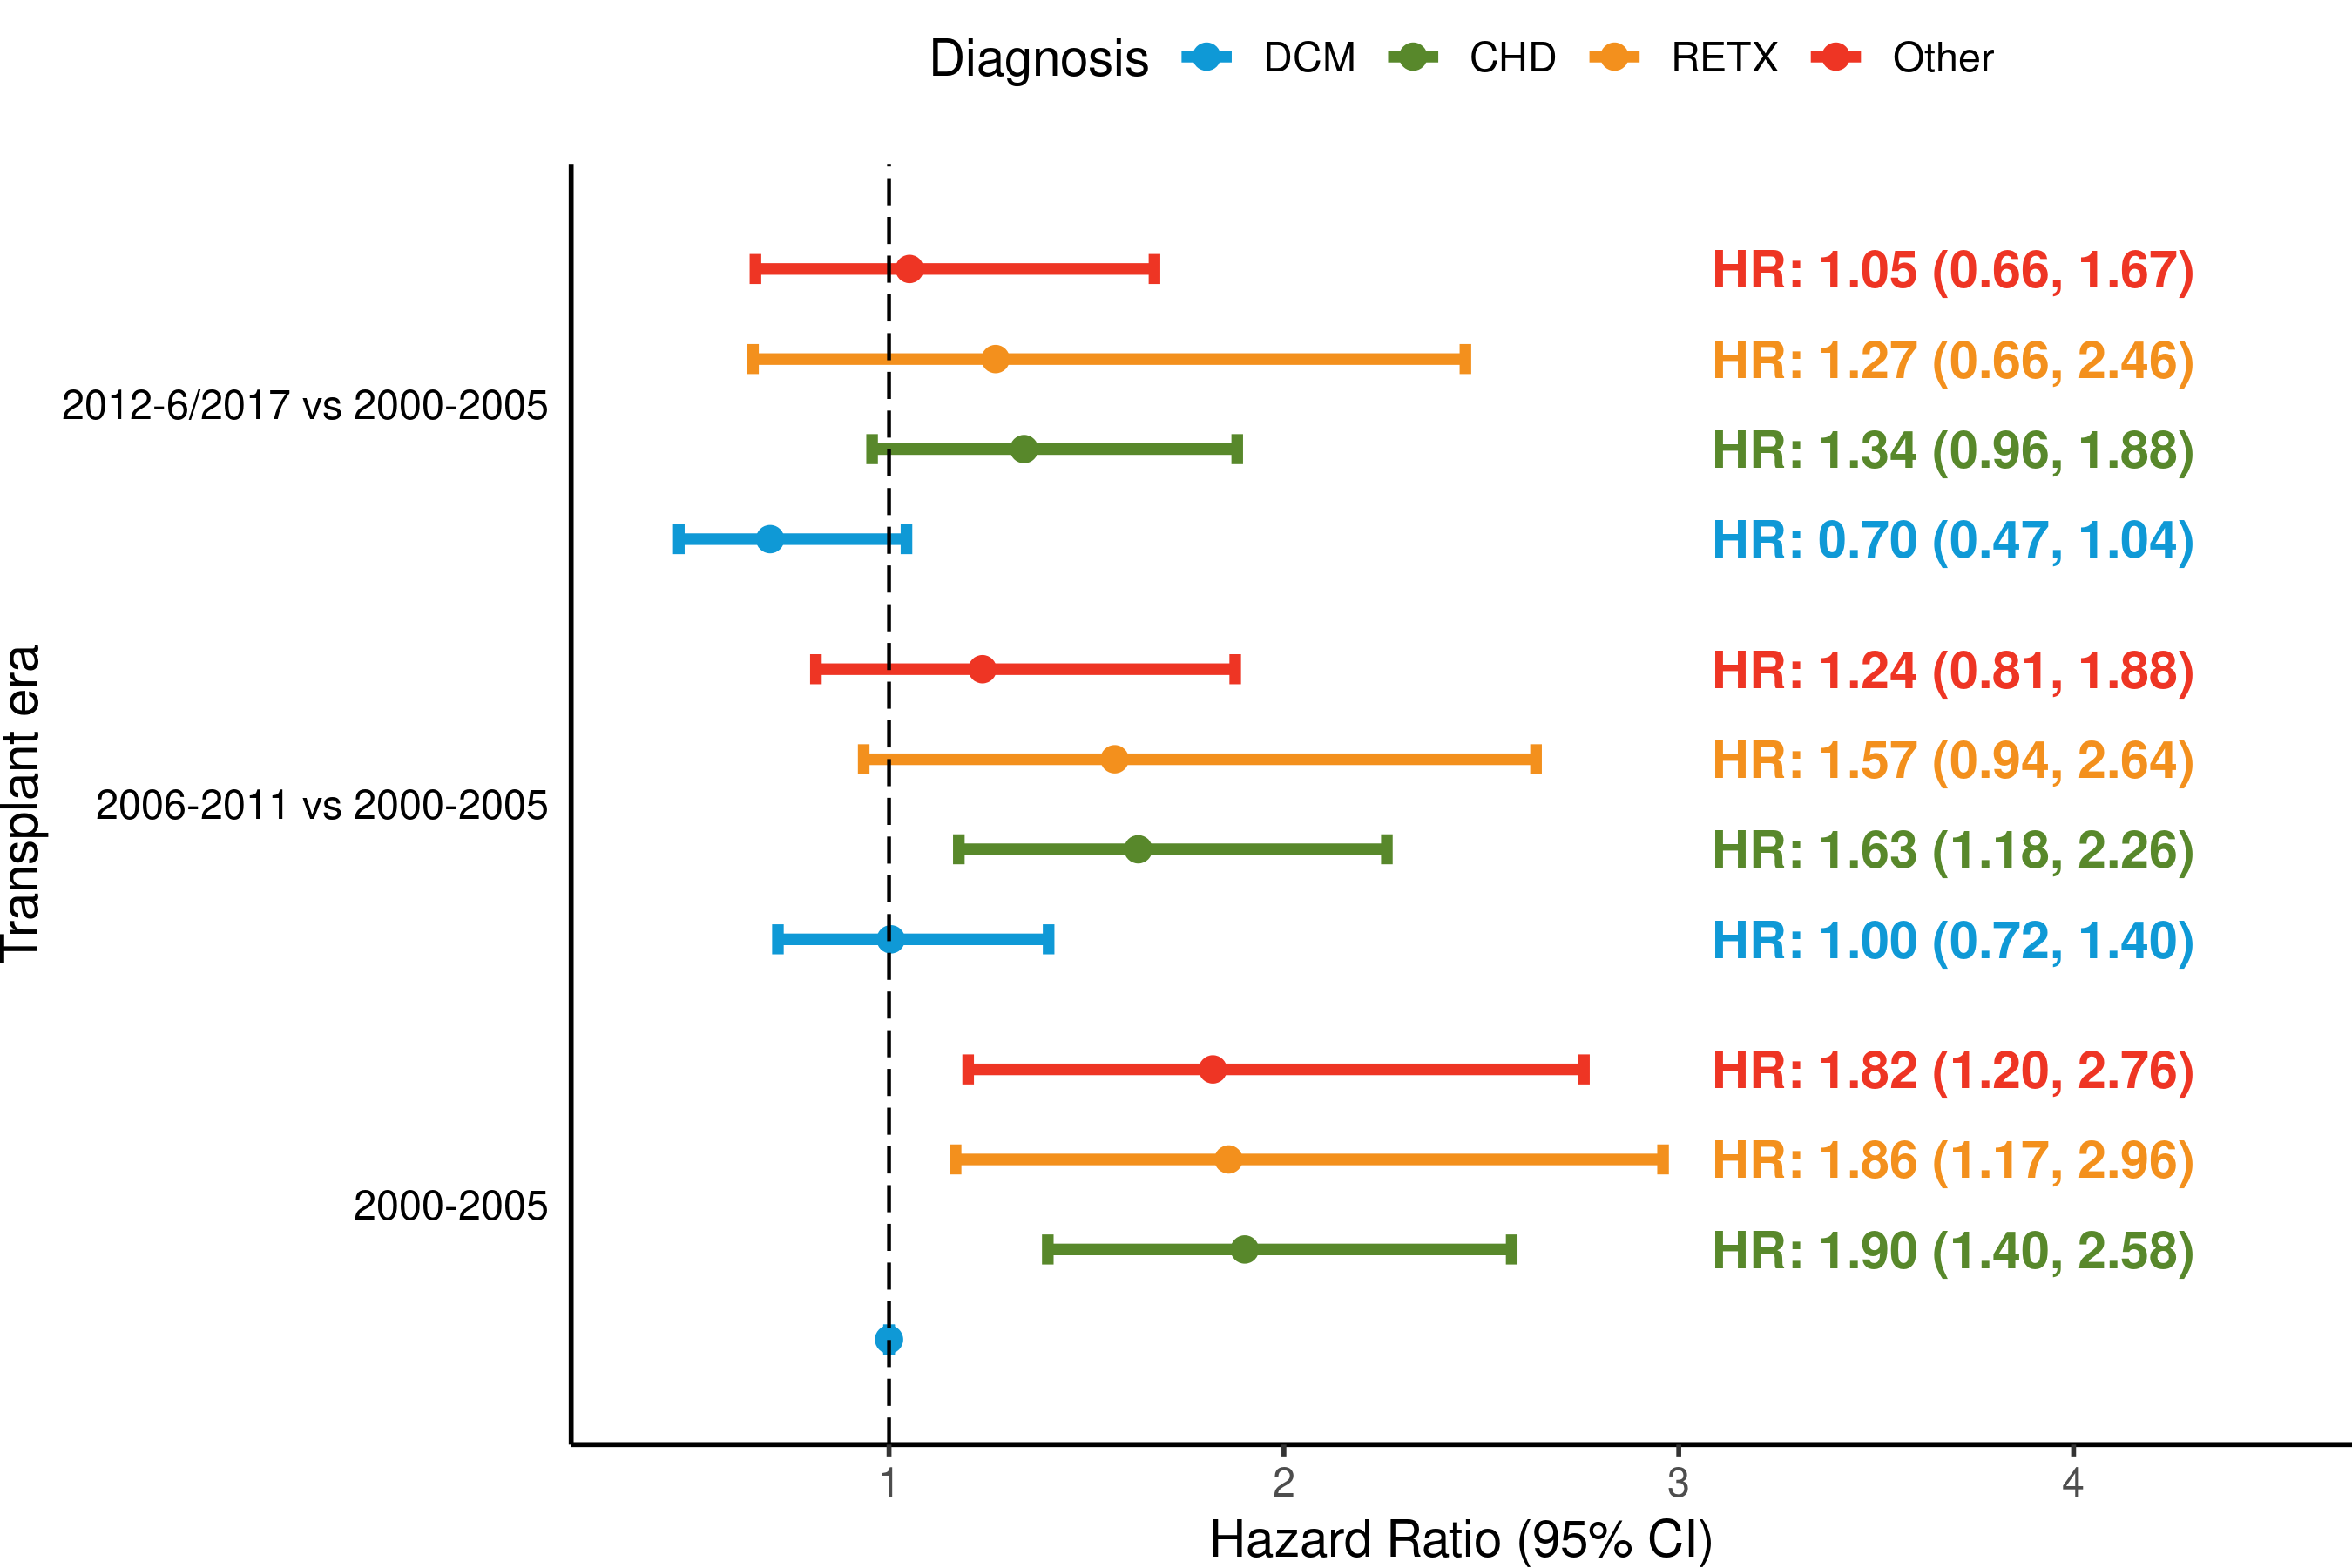 Diagnosis DCM CHD RETX Other
HR: 1.05 (0.66, 1.67)
HR: 1.27 (0.66, 2.46)
2012-6/2017 vs 2000-2005
HR: 1.34 (0.96, 1.88)
HR: 0.70 (0.47, 1.04)
Transplant era
HR: 1.24 (0.81, 1.88)
HR: 1.57 (0.94, 2.64)
2006-2011 vs 2000-2005
HR: 1.63 (1.18, 2.26)
HR: 1.00 (0.72, 1.40)
HR: 1.82 (1.20, 2.76)
HR: 1.86 (1.17, 2.96)
2000-2005
HR: 1.90 (1.40, 2.58)
1 2 3 4
Hazard Ratio (95% CI)